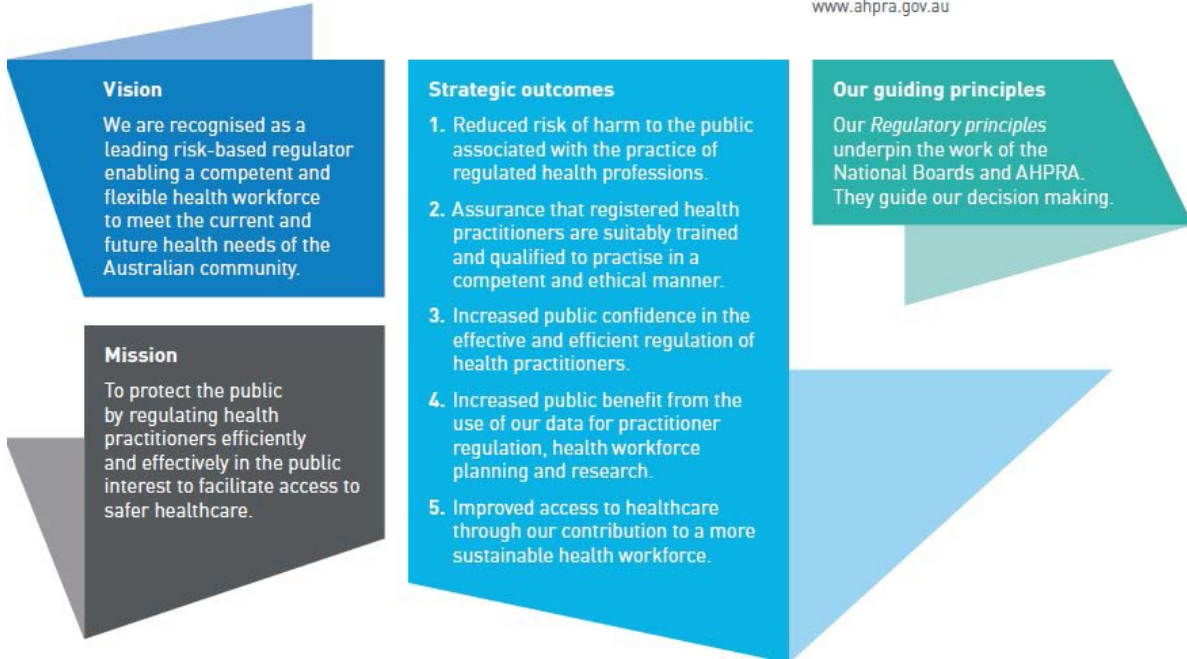 www.ahpra.gov.au
Vision
We are recognised as a
leading risk-based regulator
enabling a competent and
flexible health workforce
to meet the current and
future health needs of the
Australian community.
Mission
To protect the public
by regulating health
practitioners efficiently
and effectively in the public
interest to facilitate access to
safer healthcare.
Strategic outcomes
1. Reduced risk of harm to the public
associated with the practice of
regulated health professions.
2. Assurance that registered health
practitioners are suitably trained
and qualified to practise in a
competent and ethical manner.
3. Increased public confidence in the
effective and efficient regulation of
health practitioners.
4. Increased public benefit from the
use of our data for practitioner
regulation, health workforce
planning and research.
5. Improved access to healthcare
through our contribution to a more
sustainable health workforce.
Our guiding principles
Our Regulatory principles
underpin the work of the
National Boards and AHPRA.
They guide our decision making.